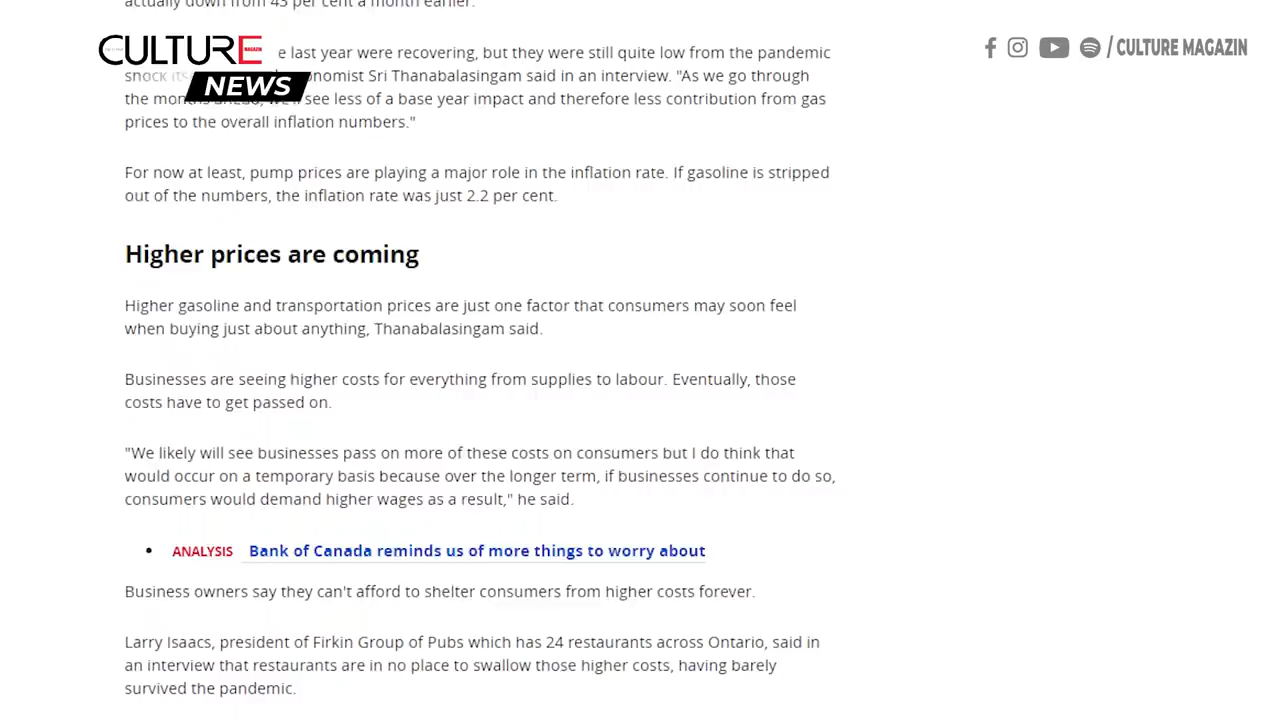 actually down from 43 per cent a month earlier.
CULTURE
MAGAZIN
NEWS
/ CULTURE MAGAZIN
e last year were recovering, but they were still quite low from the pandemic
shock onomist Sri Thanabalasingam said in an interview. "As we go through
the months ahead, we'll see less of a base year impact and therefore less contribution from gas
prices to the overall inflation numbers."
For now at least, pump prices are playing a major role in the inflation rate. If gasoline is stripped
out of the numbers, the inflation rate was just 2.2 per cent.
Higher prices are coming
Higher gasoline and transportation prices are just one factor that consumers may soon feel
when buying just about anything, Thanabalasingam said.
Businesses are seeing higher costs for everything from supplies to labour. Eventually, those
costs have to get passed on.
"We likely will see businesses pass on more of these costs on consumers but I do think that
would occur on a temporary basis because over the longer term, if businesses continue to do so,
consumers would demand higher wages as a result," he said.
• ANALYSIS Bank of Canada reminds us of more things to worry about
Business owners say they can't afford to shelter consumers from higher costs forever.
Larry Isaacs, president of Firkin Group of Pubs which has 24 restaurants across Ontario, said in
an interview that restaurants are in no place to swallow those higher costs, having barely
survived the pandemic.